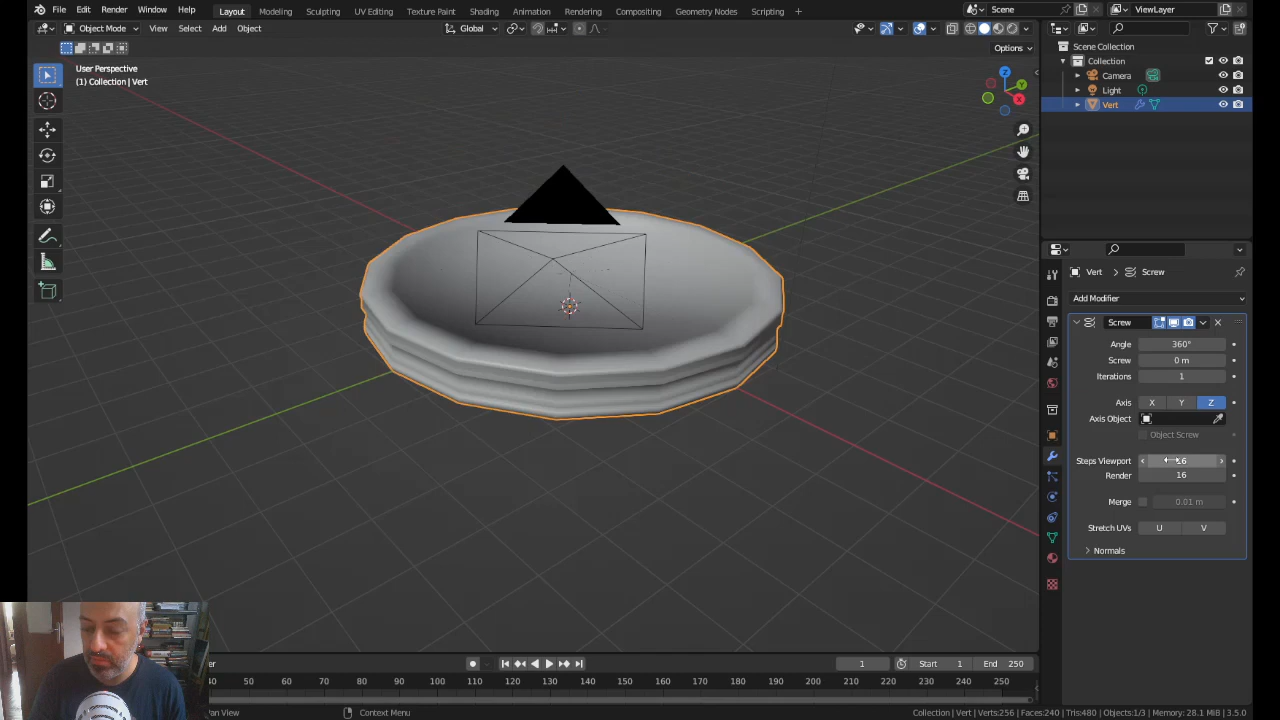 File Edit Render Window Help Layout Modeling Sculpting UV Editing Texture Paint Shading Animation Rendering Compositing Geometry Nodes Scripting + Scene ViewLayer
Object Mode View Select Add Object Global
Options
User Perspective
(1) Collection | Vert
Z
Y
X
Scene Collection
Collection
Camera
Light
Vert
Vert > Screw
Add Modifier
Screw
Angle 360°
Screw 0 m
Iterations 1
Axis X Y Z
Axis Object
Object Screw
Steps Viewport 16
Render 16
Merge 0.01 m
Stretch UVs U V
Normals
1 Start 1 End 250
40 50 60 70 80 90 100 110 120 130 140 150 160 170 180 190 200 210 220 230 240 250
Pan View Context Menu Collection | Vert | Verts:256 | Faces:240 | Tris:480 | Objects:1/3 | Memory: 28.1 MiB | 3.5.0